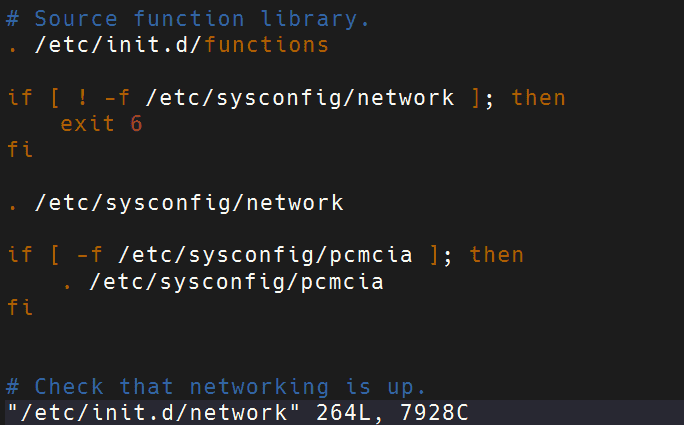 # Source function library.
. /etc/init.d/functions
if [ ! -f /etc/sysconfig/network ]; then
exit 6
fi
. /etc/sysconfig/network
if [ -f /etc/sysconfig/pcmcia ]; then
. /etc/sysconfig/pcmcia
fi
# Check that networking is up.
"/etc/init.d/network" 264L, 7928C